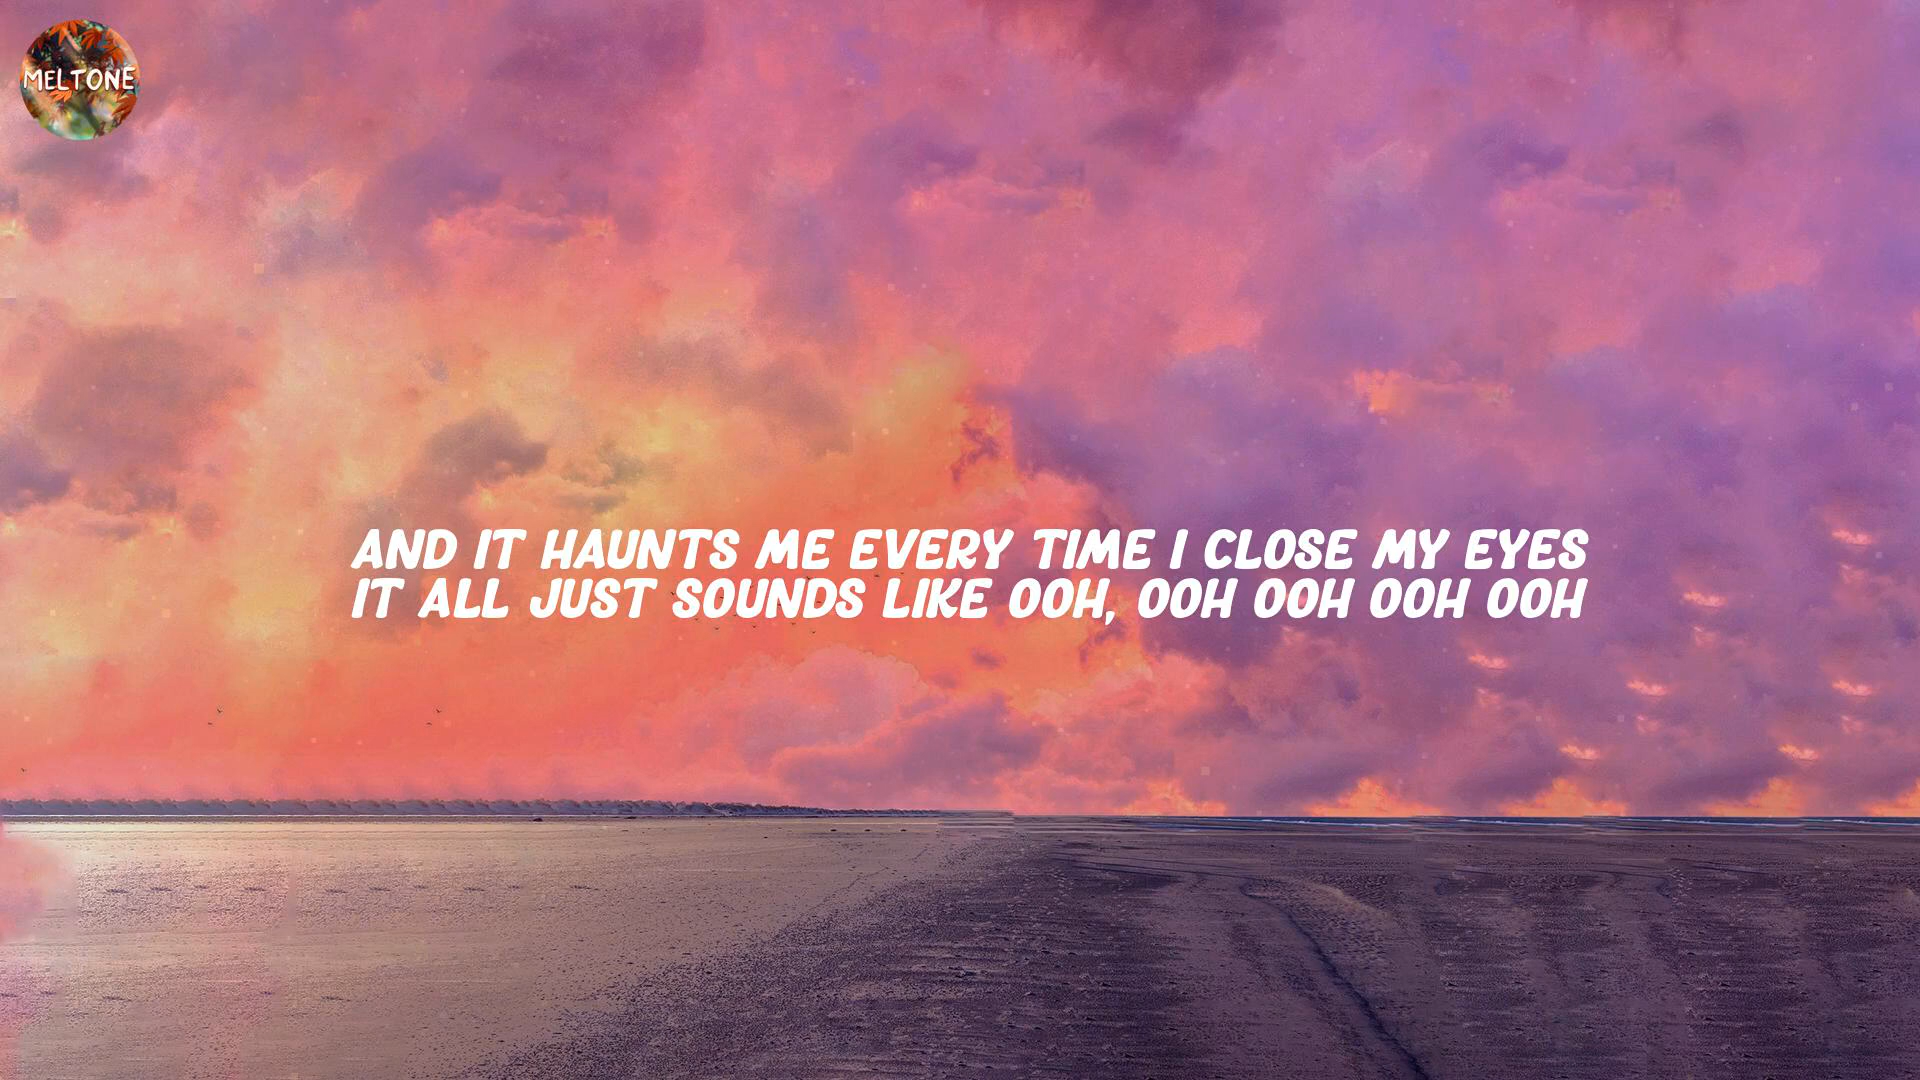 MELTONE
AND IT HAUNTS ME EVERY TIME I CLOSE MY EYES
IT ALL JUST SOUNDS LIKE OOH, OOH OOH OOH OOH